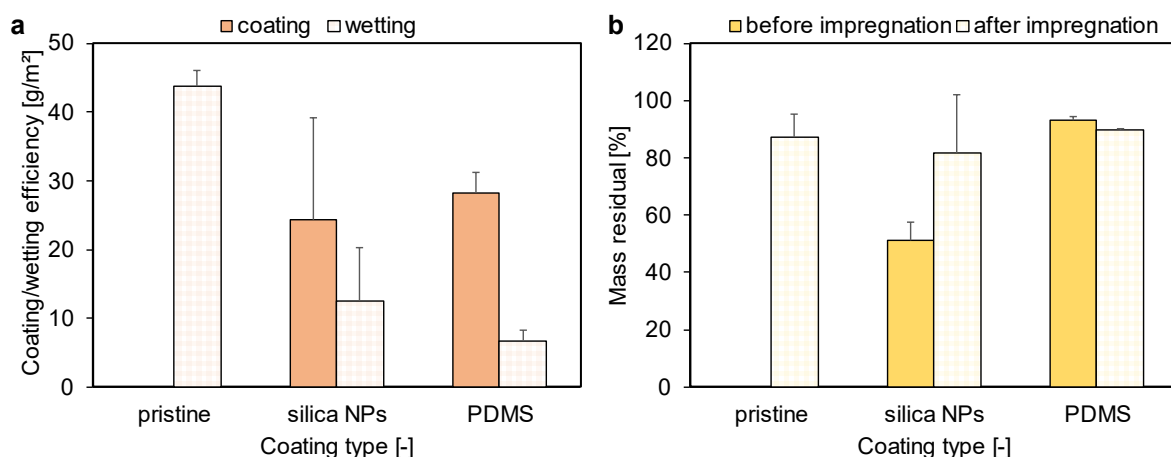 a
coating wetting
Coating/wetting efficiency [g/m²]
50
40
30
20
10
0
pristine silica NPs PDMS
Coating type [-]
b
before impregnation after impregnation
Mass residual [%]
120
100
80
60
40
20
0
pristine silica NPs PDMS
Coating type [-]